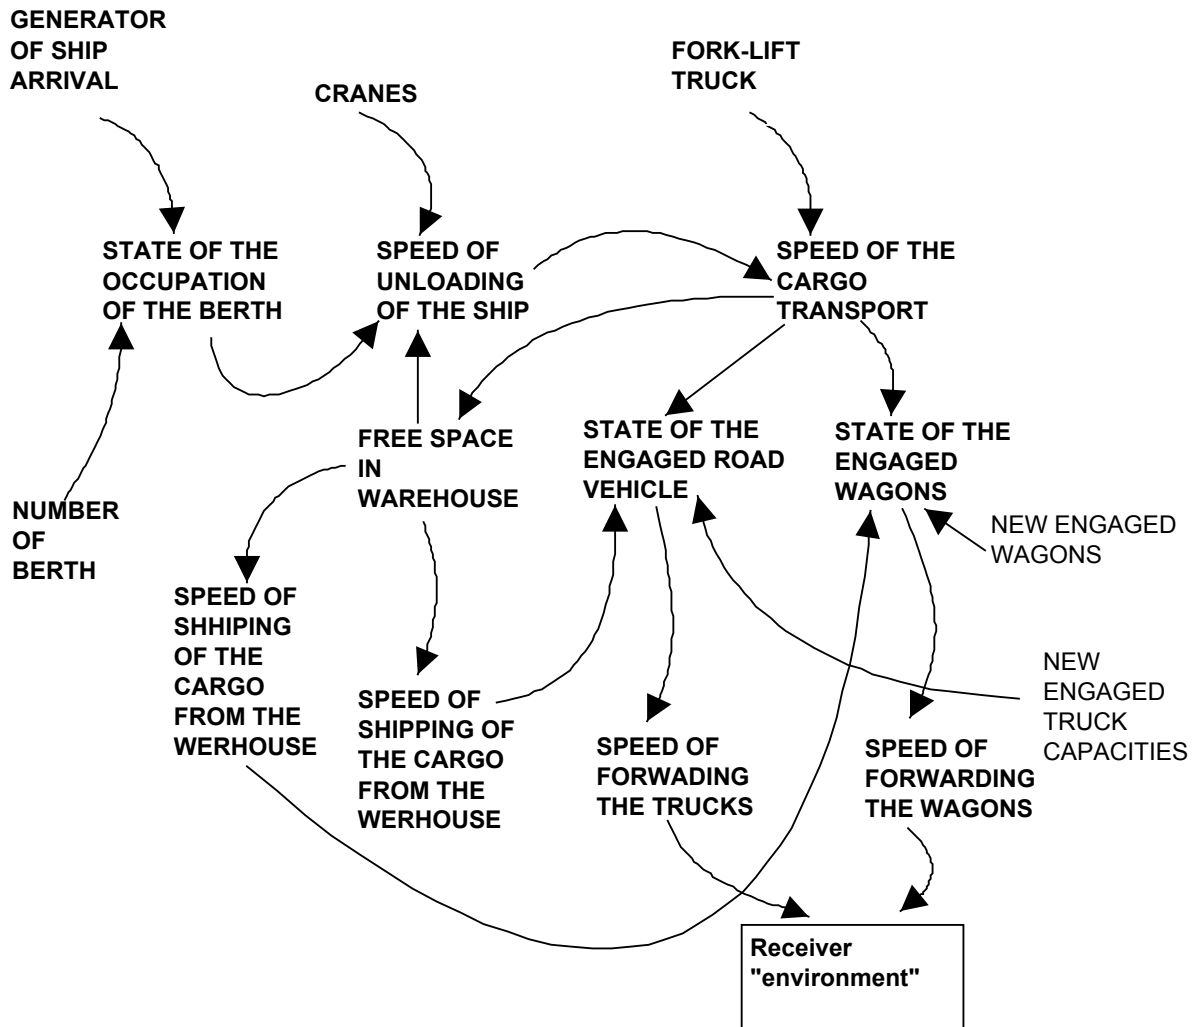 GENERATOR
OF SHIP
ARRIVAL
CRANES
FORK-LIFT
TRUCK
STATE OF THE
OCCUPATION
OF THE BERTH
SPEED OF
UNLOADING
OF THE SHIP
SPEED OF THE
CARGO
TRANSPORT
FREE SPACE
IN
WAREHOUSE
STATE OF THE
ENGAGED ROAD
VEHICLE
STATE OF THE
ENGAGED
WAGONS
NUMBER
OF
BERTH
NEW ENGAGED
WAGONS
SPEED OF
SHHIPING
OF THE
CARGO
FROM THE
WERHOUSE
SPEED OF
SHIPPING OF
THE CARGO
FROM THE
WERHOUSE
SPEED OF
FORWADING
THE TRUCKS
SPEED OF
FORWARDING
THE WAGONS
NEW
ENGAGED
TRUCK
CAPACITIES
Receiver
"environment"